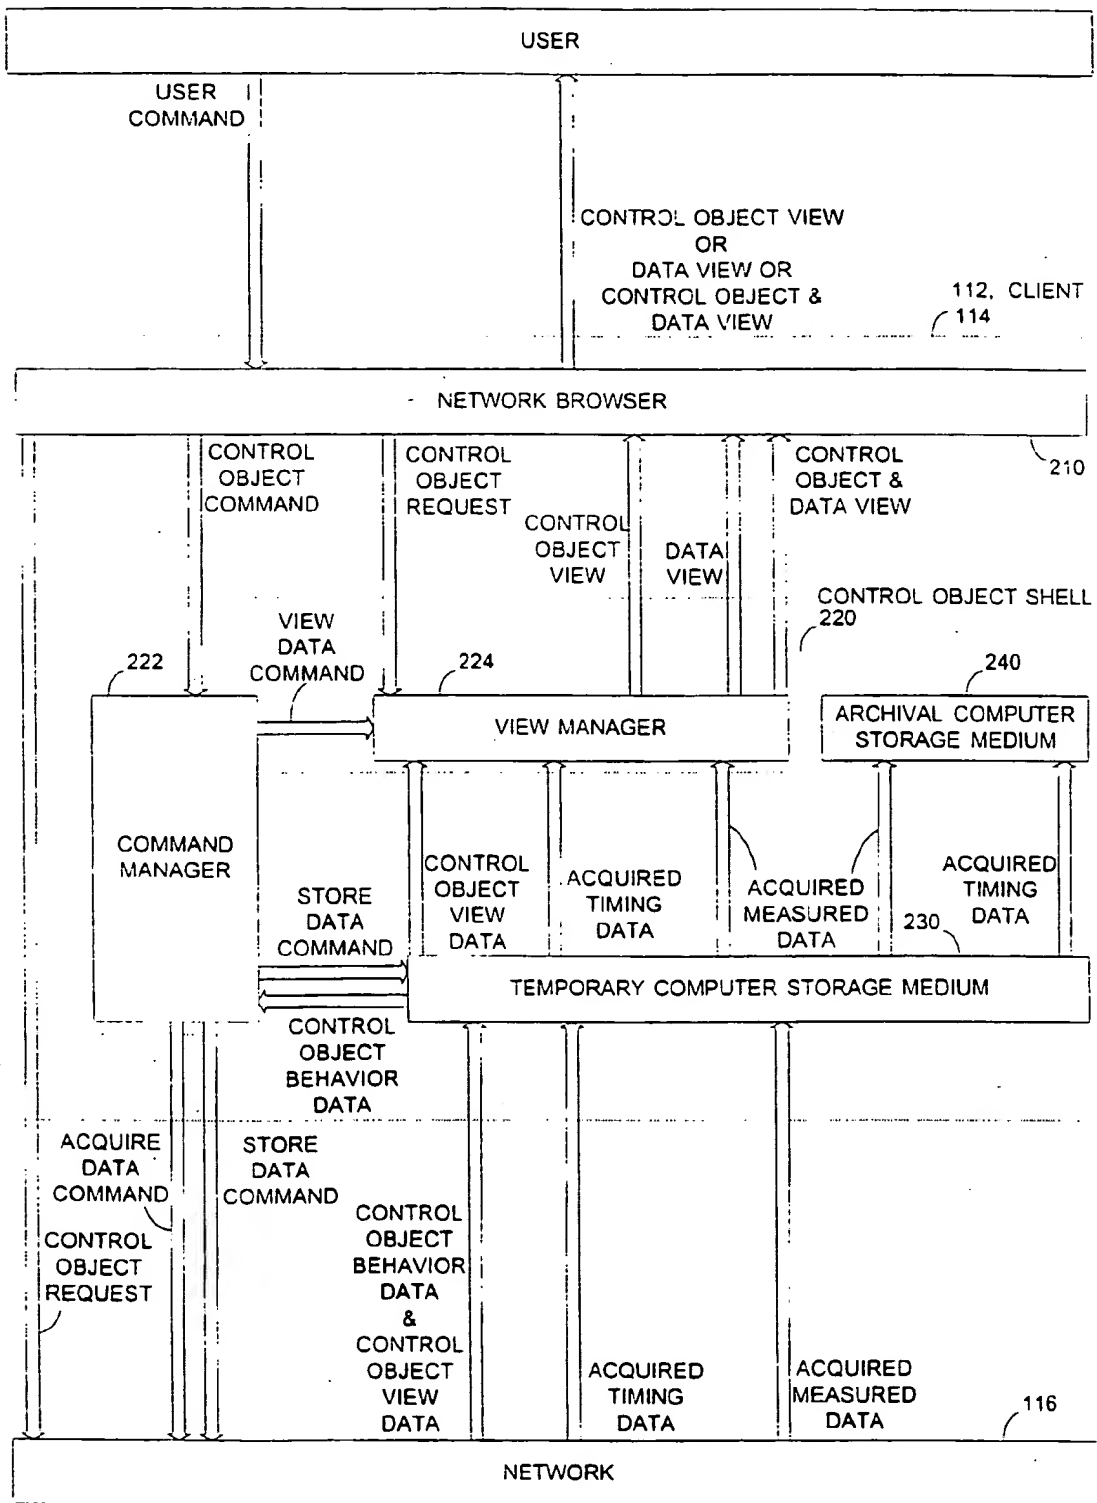 USER
USER
COMMAND
CONTROL OBJECT VIEW
OR
DATA VIEW OR
CONTROL OBJECT &
DATA VIEW
112, CLIENT
114
NETWORK BROWSER
210
CONTROL
OBJECT
COMMAND
CONTROL
OBJECT
REQUEST
CONTROL
OBJECT
VIEW
DATA
VIEW
CONTROL
OBJECT &
DATA VIEW
CONTROL OBJECT SHELL
220
VIEW
DATA
COMMAND
222
224
240
VIEW MANAGER
ARCHIVAL COMPUTER
STORAGE MEDIUM
COMMAND
MANAGER
STORE
DATA
COMMAND
CONTROL
OBJECT
VIEW
DATA
ACQUIRED
TIMING
DATA
ACQUIRED
MEASURED
DATA
ACQUIRED
TIMING
DATA
230
TEMPORARY COMPUTER STORAGE MEDIUM
CONTROL
OBJECT
BEHAVIOR
DATA
ACQUIRE
DATA
COMMAND
STORE
DATA
COMMAND
CONTROL
OBJECT
REQUEST
CONTROL
OBJECT
BEHAVIOR
DATA
&
CONTROL
OBJECT
VIEW
DATA
ACQUIRED
TIMING
DATA
ACQUIRED
MEASURED
DATA
116
NETWORK